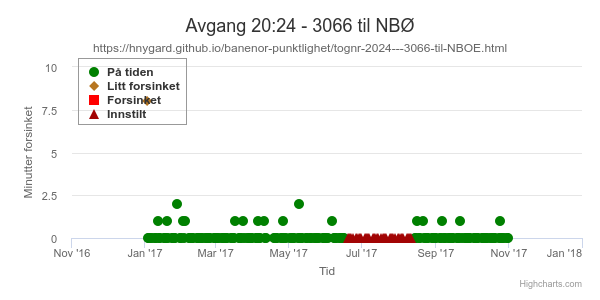 Avgang 20:24 - 3066 til NBØ
https://hnygard.github.io/banenor-punktlighet/tognr-2024---3066-til-NBOE.html
På tiden
Litt forsinket
Forsinket
Innstilt
Minutter forsinket
10
7.5
5
2.5
0
Nov '16 Jan '17 Mar '17 May '17 Jul '17 Sep '17 Nov '17 Jan '18
Tid
Highcharts.com